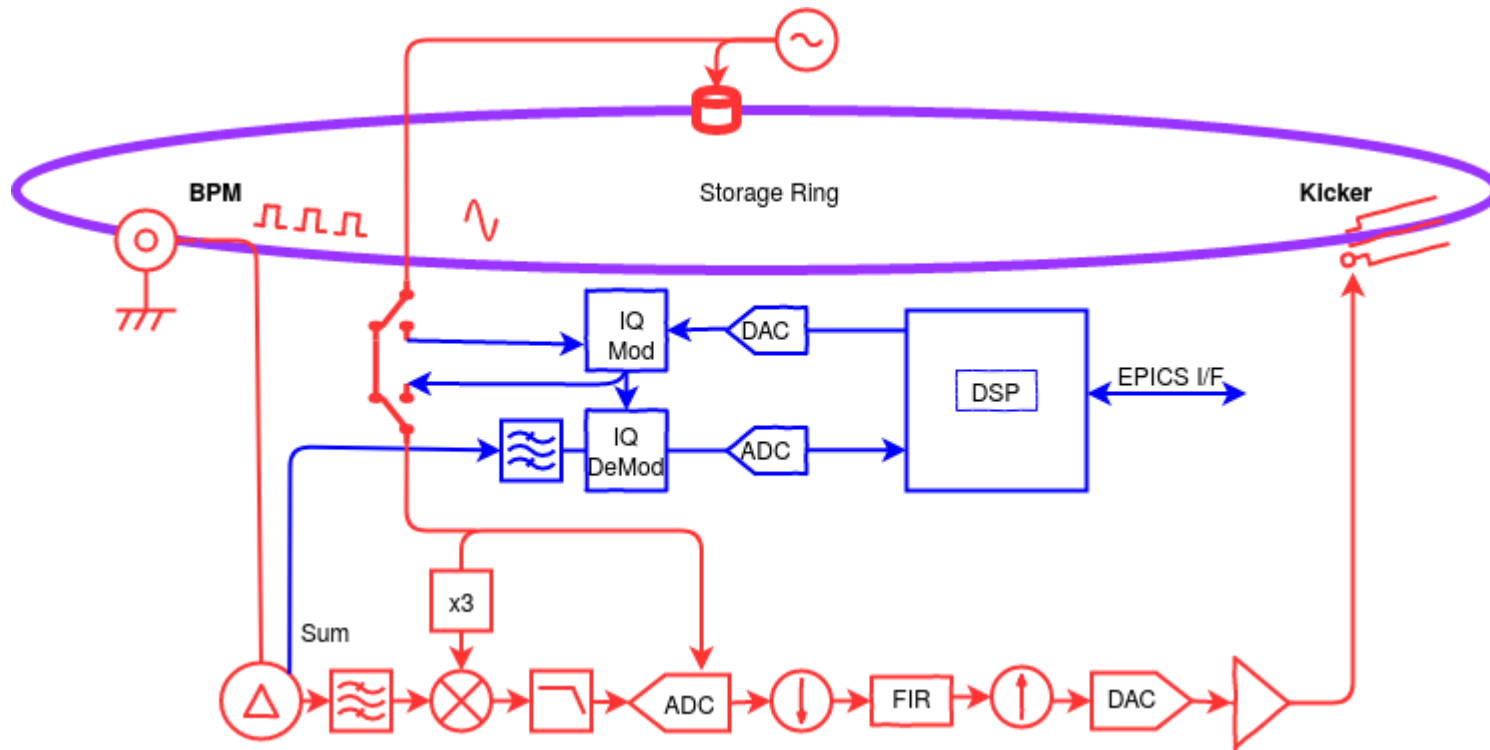 BPM
Storage Ring
Kicker
IQ
Mod
DAC
DSP
EPICS I/F
IQ
DeMod
ADC
x3
Sum
ADC
FIR
DAC